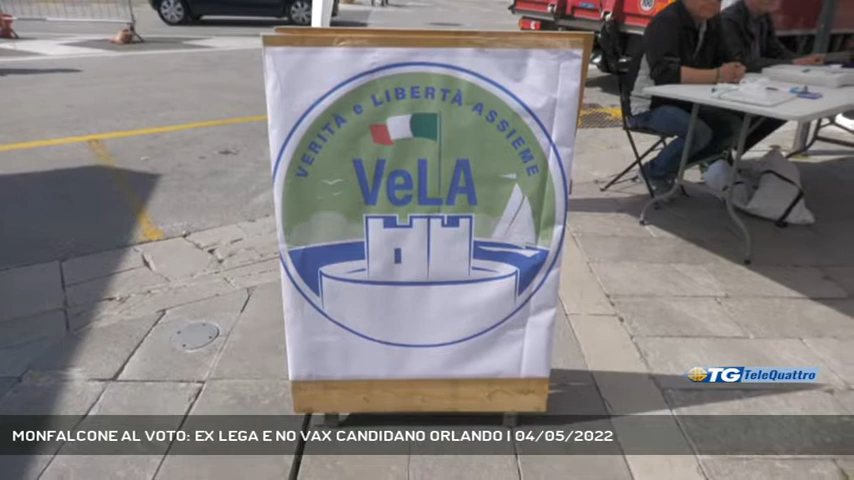 VERITÀ e LIBERTÀ ASSIEME
VeLA
TG TeleQuattro
MONFALCONE AL VOTO: EX LEGA E NO VAX CANDIDANO ORLANDO | 04/05/2022